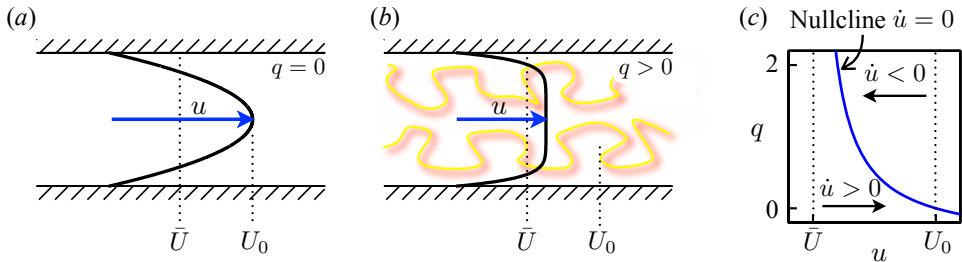 (a)
q = 0
u
Ū
U₀
(b)
q > 0
u
Ū
U₀
(c)
Nullcline u̇ = 0
2
u̇ < 0
q
u̇ > 0
0
Ū
u
U₀